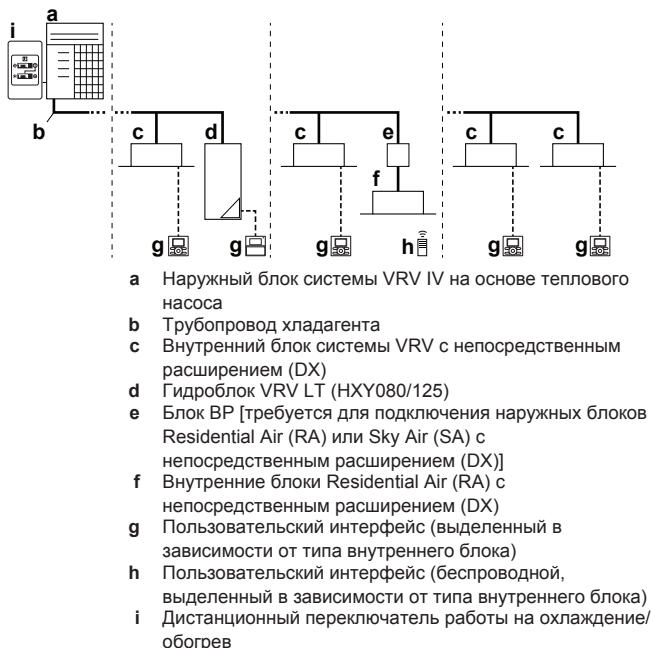 a
i
b
c
d
c
e
c
c
f
g
g
g
h
g
g
a Наружный блок системы VRV IV на основе теплового
насоса
b Трубопровод хладагента
c Внутренний блок системы VRV с непосредственным
расширением (DX)
d Гидроблок VRV LT (HXY080/125)
e Блок BP [требуется для подключения наружных блоков
Residential Air (RA) или Sky Air (SA) с
непосредственным расширением (DX)]
f Внутренние блоки Residential Air (RA) с
непосредственным расширением (DX)
g Пользовательский интерфейс (выделенный в
зависимости от типа внутреннего блока)
h Пользовательский интерфейс (беспроводной,
выделенный в зависимости от типа внутреннего блока)
i Дистанционный переключатель работы на охлаждение/
обогрев